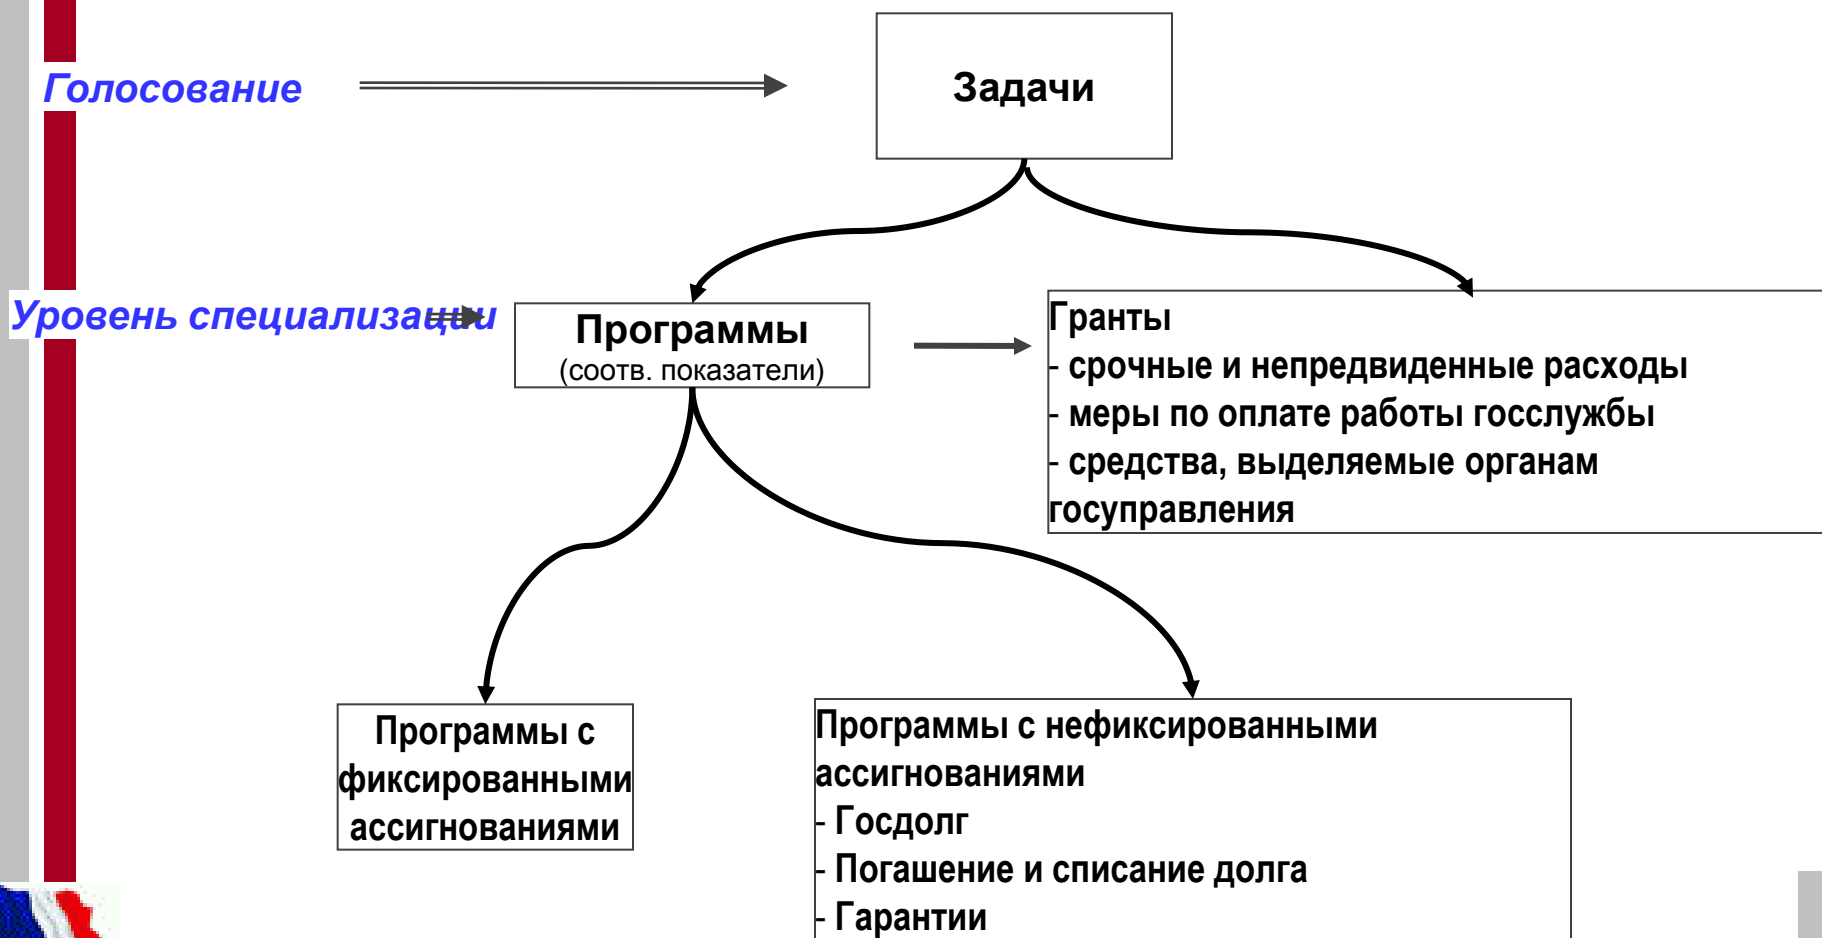 Голосование
Задачи
Уровень специализации
Программы
(соотв. показатели)
Гранты
- срочные и непредвиденные расходы
- меры по оплате работы госслужбы
- средства, выделяемые органам
госуправления
Программы с
фиксированными
ассигнованиями
Программы с нефиксированными
ассигнованиями
- Госдолг
- Погашение и списание долга
- Гарантии